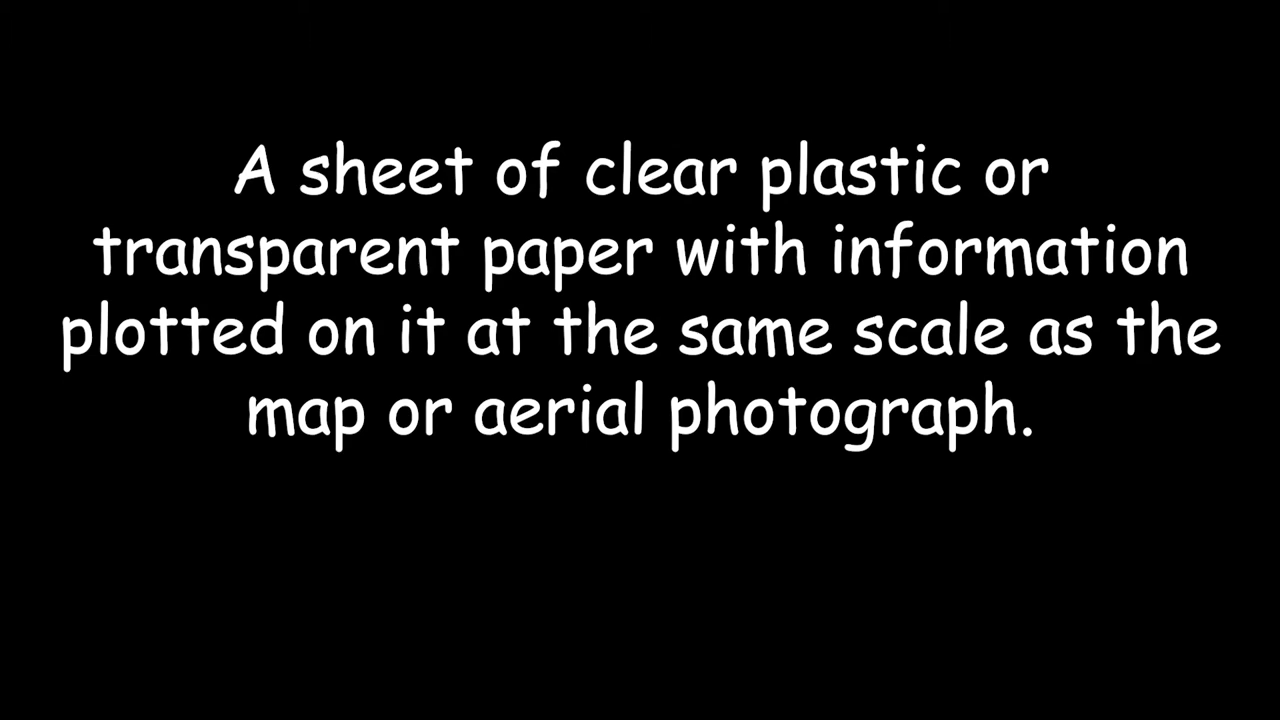 A sheet of clear plastic or
transparent paper with information
plotted on it at the same scale as the
map or aerial photograph.